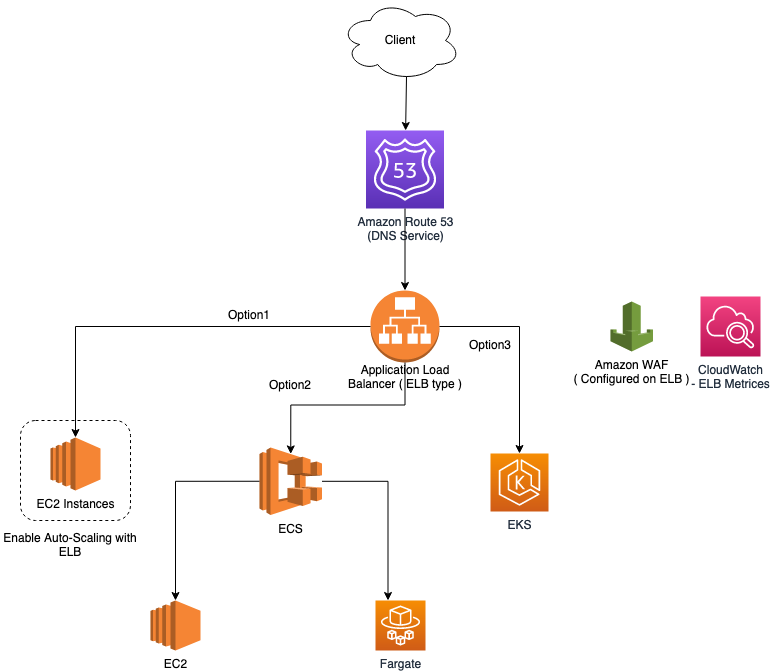 Client
53
Amazon Route 53
(DNS Service)
Option1
Option3
Application Load
Balancer ( ELB type )
Option2
Amazon WAF
( Configured on ELB )
CloudWatch
- ELB Metrices
EC2 Instances
Enable Auto-Scaling with
ELB
ECS
K
EKS
EC2
Fargate